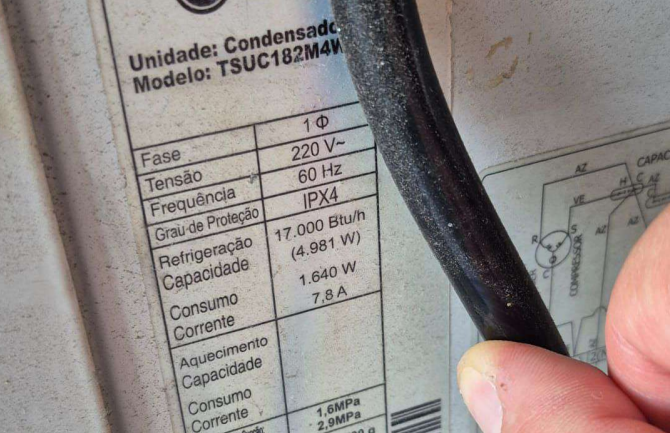 Unidade: Condensado
Modelo: TSUC182M4W
Fase 1 Φ
Tensão 220 V~
Frequência 60 Hz
Grau de Proteção IPX4
Refrigeração
Capacidade 17.000 Btu/h
(4.981 W)
Consumo 1.640 W
Corrente 7,8 A
Aquecimento
Capacidade
Consumo
Corrente
1,6MPa
2,9MPa
CAPAC
AZ
H C AZ
VE
AZ
AZ
R S
C
COMPRESSOR